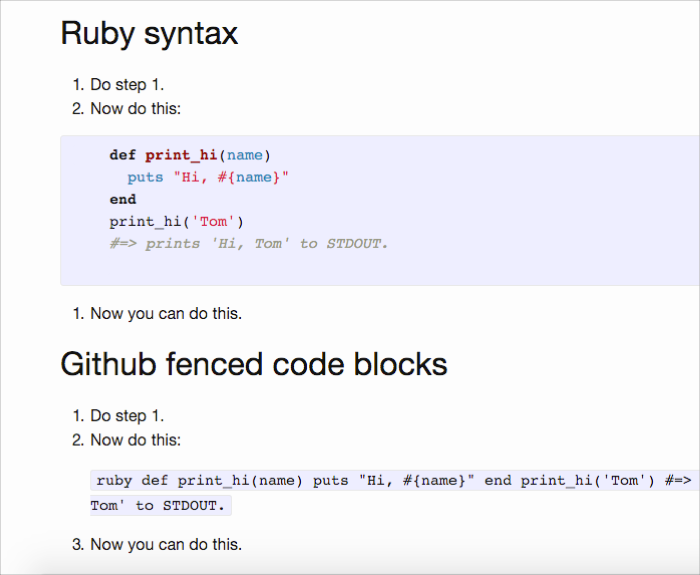 Ruby syntax
1. Do step 1.
2. Now do this:
def print_hi(name)
  puts "Hi, #{name}"
end
print_hi('Tom')
#=> prints 'Hi, Tom' to STDOUT.
1. Now you can do this.
Github fenced code blocks
1. Do step 1.
2. Now do this:
ruby def print_hi(name) puts "Hi, #{name}" end print_hi('Tom') #=>
Tom' to STDOUT.
3. Now you can do this.